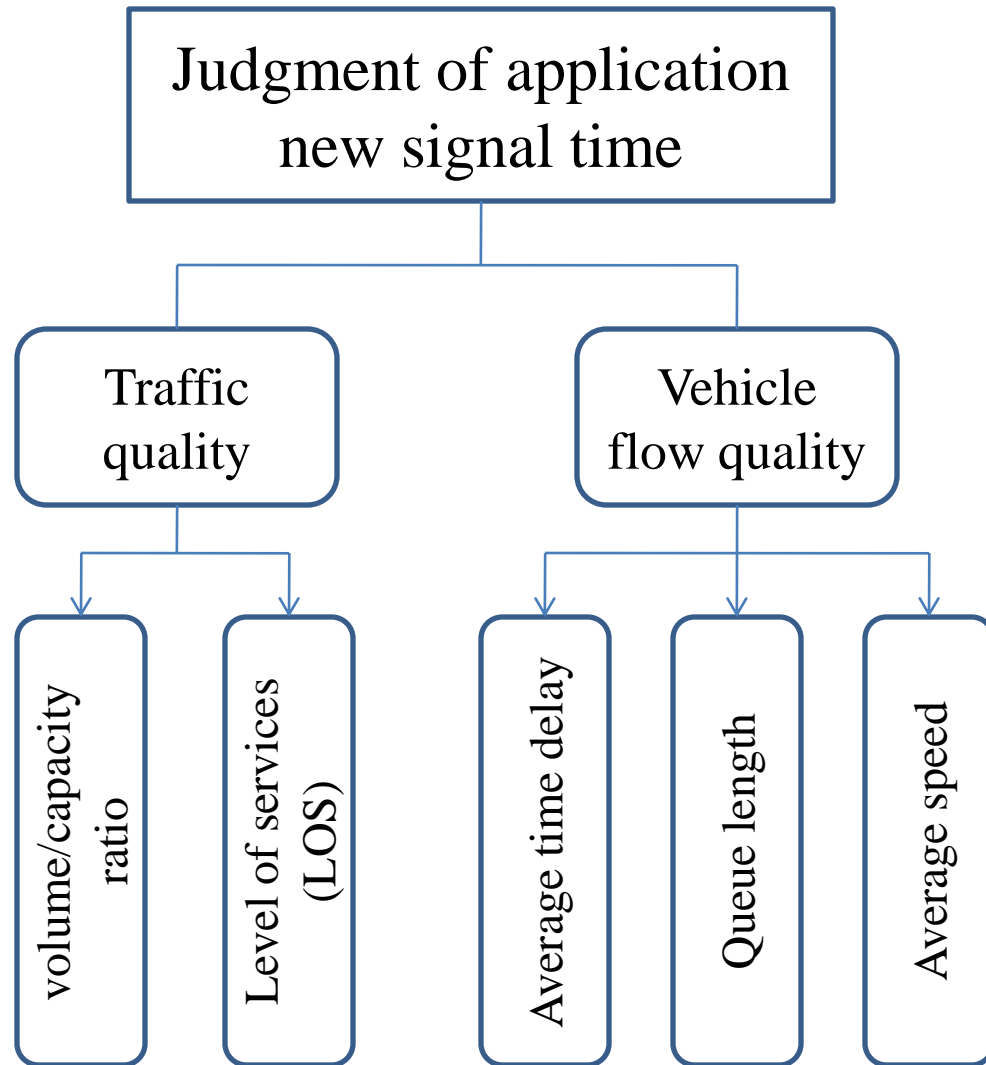 Judgment of application
new signal time
Traffic
quality
Vehicle
flow quality
volume/capacity
ratio
Level of services
(LOS)
Average time delay
Queue length
Average speed